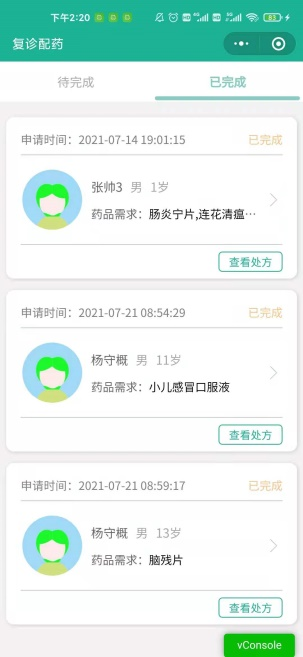 下午2:20
83
复诊配药
待完成
已完成
申请时间：2021-07-14 19:01:15
已完成
张帅3 男 1岁
药品需求：肠炎宁片,连花清瘟…
查看处方
申请时间：2021-07-21 08:54:29
已完成
杨守概 男 11岁
药品需求：小儿感冒口服液
查看处方
申请时间：2021-07-21 08:59:17
已完成
杨守概 男 13岁
药品需求：脑残片
查看处方
vConsole